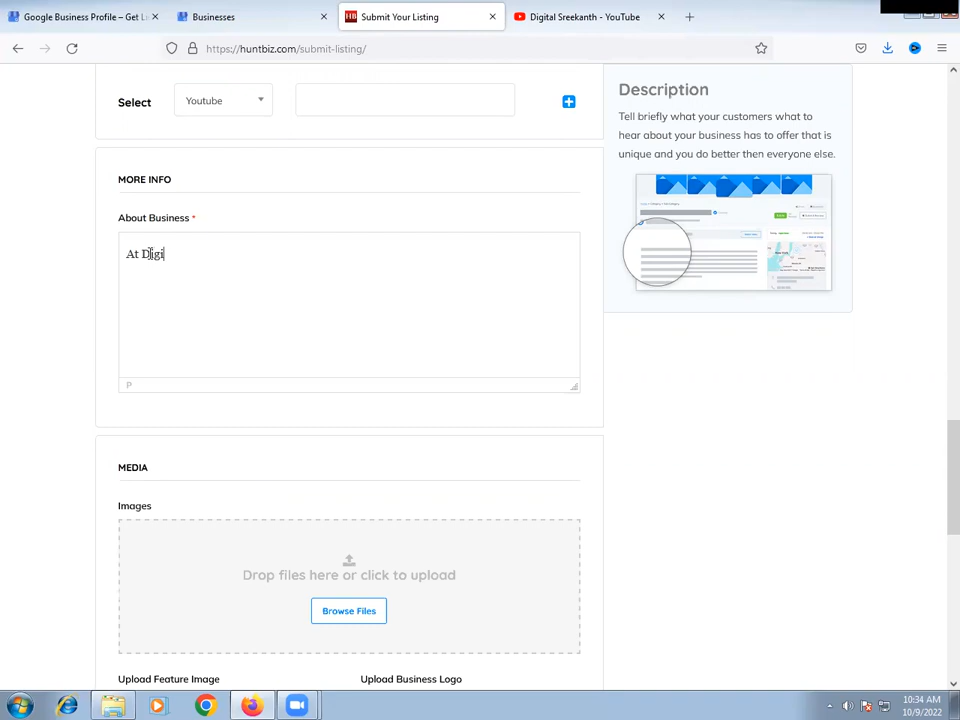 Google Business Profile – Get Li
Businesses
Submit Your Listing
Digital Sreekanth - YouTube
https://huntbiz.com/submit-listing/
Select
Youtube
Description
Tell briefly what your customers what to
hear about your business has to offer that is
unique and you do better then everyone else.
MORE INFO
About Business *
At Digi
P
MEDIA
Images
Drop files here or click to upload
Browse Files
Upload Feature Image
Upload Business Logo
10:34 AM
10/9/2022